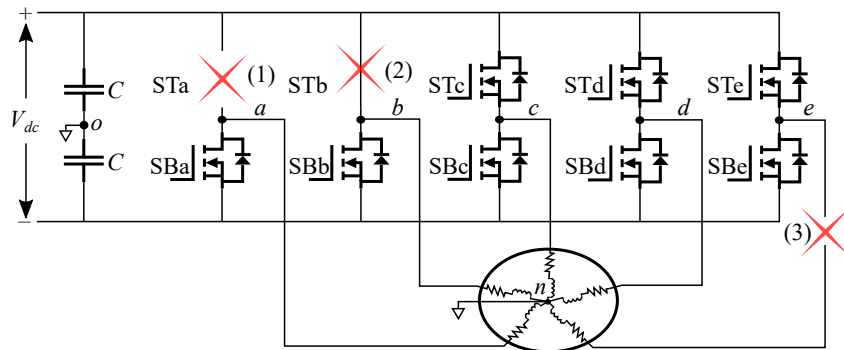 +
STa
(1)
STb
(2)
STc
STd
STe
C
a
b
c
d
e
V_dc
o
C
SBa
SBb
SBc
SBd
SBe
−
(3)
n